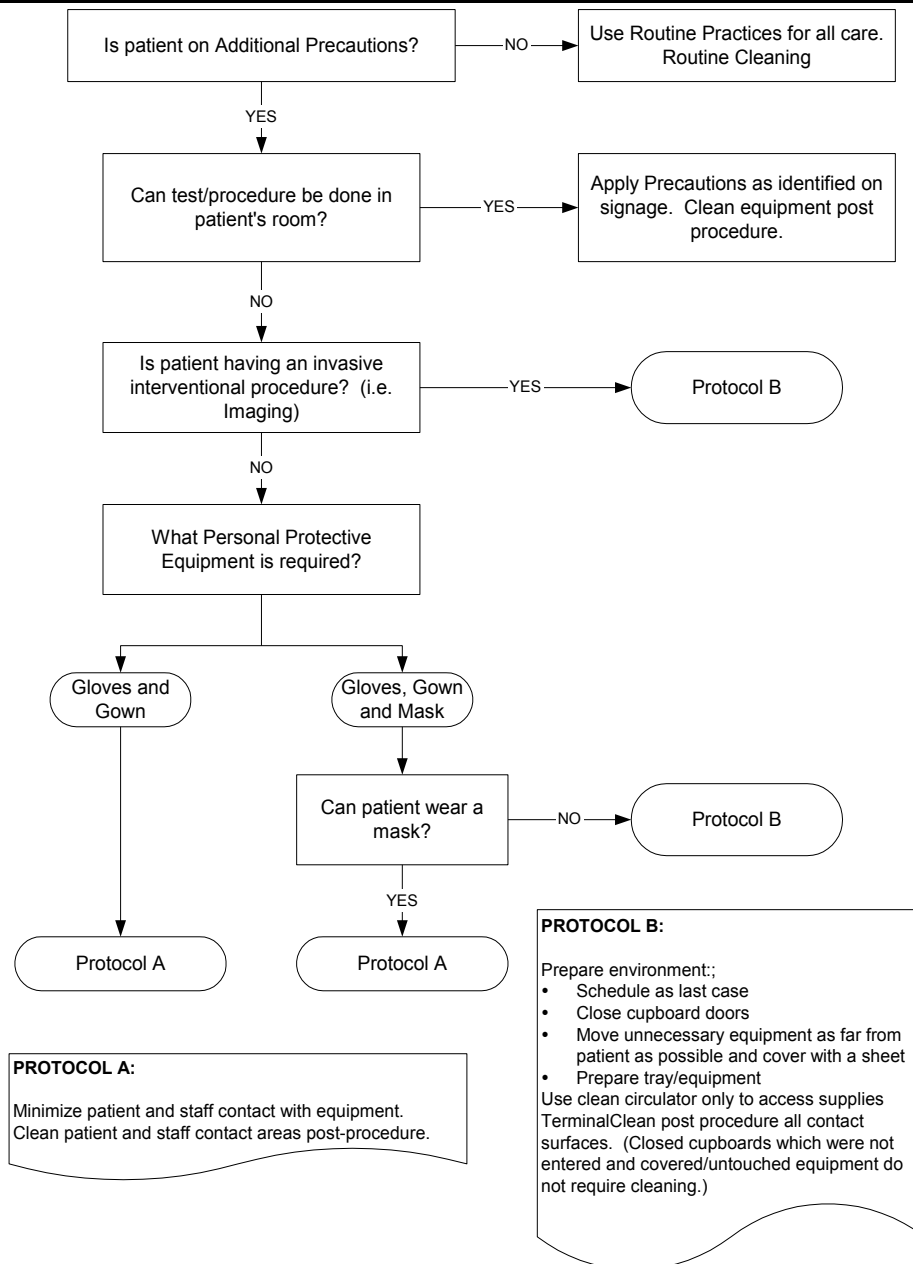 Is patient on Additional Precautions?
NO
Use Routine Practices for all care.
Routine Cleaning
YES
Can test/procedure be done in
patient's room?
YES
Apply Precautions as identified on
signage. Clean equipment post
procedure.
NO
Is patient having an invasive
interventional procedure? (i.e.
Imaging)
YES
Protocol B
NO
What Personal Protective
Equipment is required?
Gloves and
Gown
Gloves, Gown
and Mask
Can patient wear a
mask?
NO
Protocol B
YES
Protocol A
Protocol A
PROTOCOL A:
Minimize patient and staff contact with equipment.
Clean patient and staff contact areas post-procedure.
PROTOCOL B:
Prepare environment:;
• Schedule as last case
• Close cupboard doors
• Move unnecessary equipment as far from
patient as possible and cover with a sheet
• Prepare tray/equipment
Use clean circulator only to access supplies
TerminalClean post procedure all contact
surfaces. (Closed cupboards which were not
entered and covered/untouched equipment do
not require cleaning.)